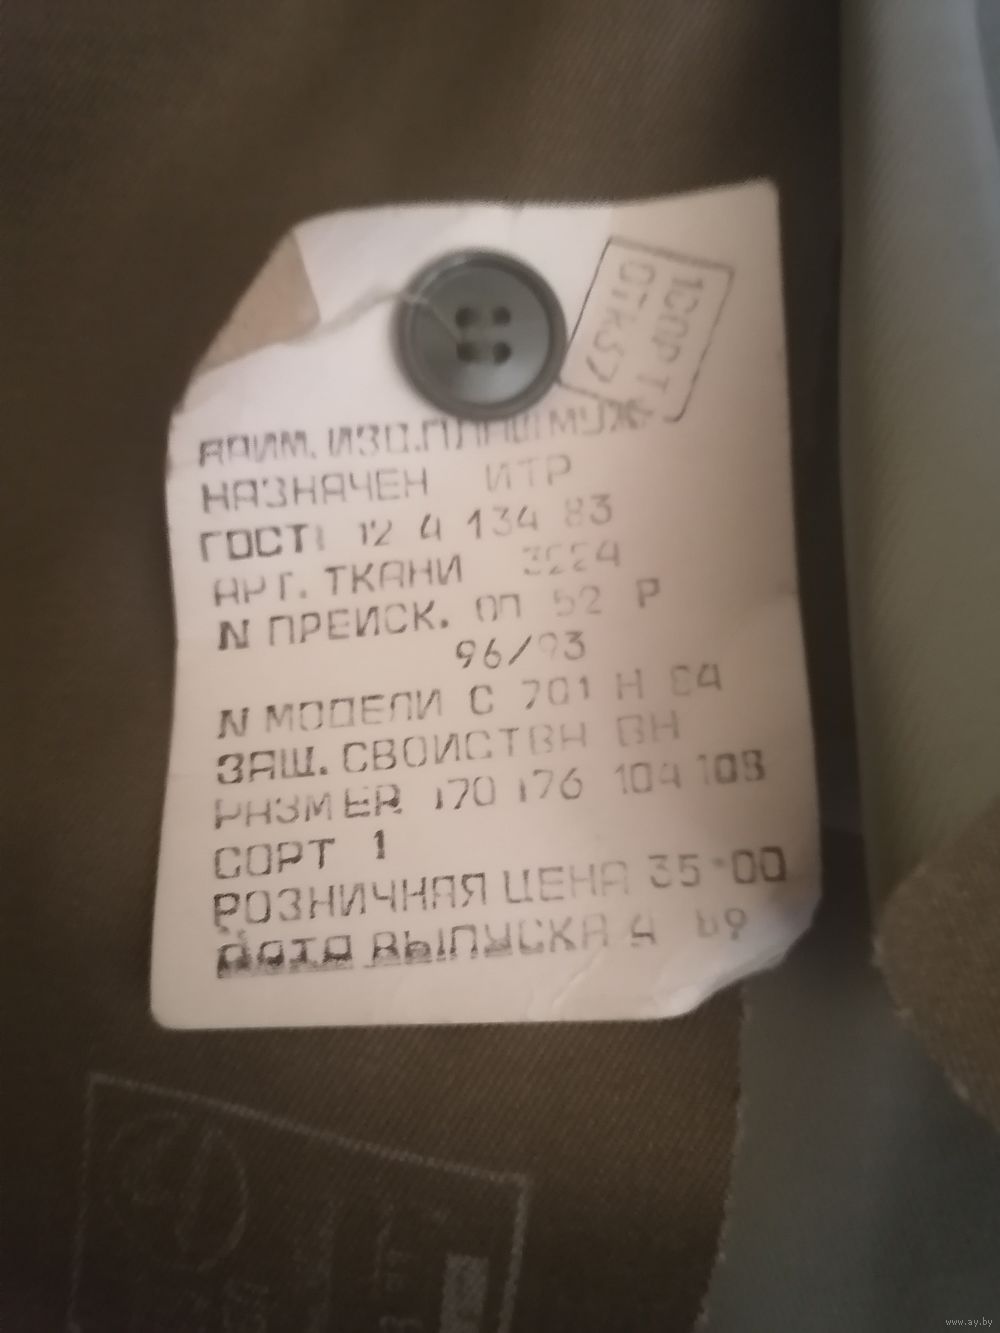 1СОРТ
ОТК57
НАИМ. ИЗД.ПЛАЩ МУЖ.
НАЗНАЧЕН ИТР
ГОСТ: 12 4 134 83
АРТ. ТКАНИ 3224
N ПРЕИСК. ОП 52 Р
96/93
N МОДЕЛИ С 701 Н 84
ЗАЩ. СВОЙСТВА ВН
РАЗМЕР 170 176 104 108
СОРТ 1
РОЗНИЧНАЯ ЦЕНА 35-00
ДАТА ВЫПУСКА 4 89
www.ay.by